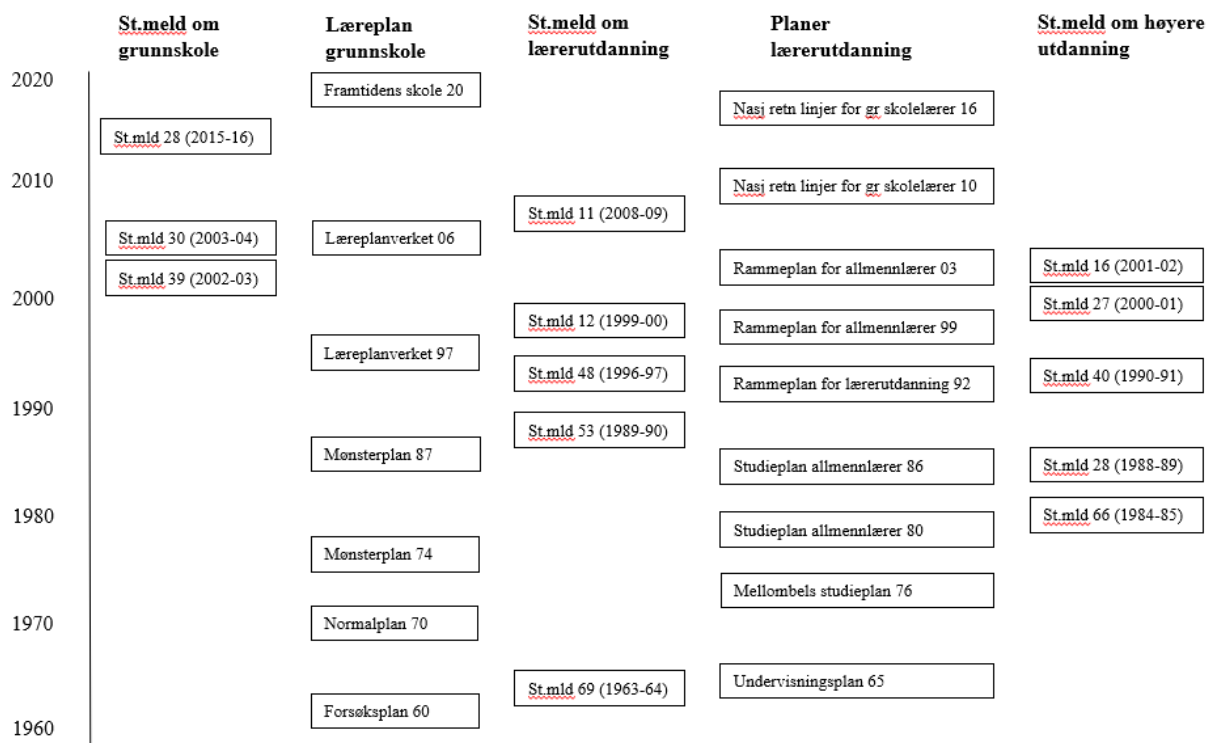 St.meld om grunnskole
Læreplan grunnskole
St.meld om lærerutdanning
Planer lærerutdanning
St.meld om høyere utdanning
2020
Framtidens skole 20
Nasj retn linjer for gr skolelærer 16
St.mld 28 (2015-16)
2010
Nasj retn linjer for gr skolelærer 10
St.mld 11 (2008-09)
St.mld 30 (2003-04)
Læreplanverket 06
St.mld 39 (2002-03)
Rammeplan for allmennlærer 03
St.mld 16 (2001-02)
2000
St.mld 27 (2000-01)
St.mld 12 (1999-00)
Rammeplan for allmennlærer 99
Læreplanverket 97
St.mld 48 (1996-97)
Rammeplan for lærerutdanning 92
St.mld 40 (1990-91)
1990
St.mld 53 (1989-90)
Mønsterplan 87
Studieplan allmennlærer 86
St.mld 28 (1988-89)
1980
Studieplan allmennlærer 80
St.mld 66 (1984-85)
Mønsterplan 74
Mellombels studieplan 76
1970
Normalplan 70
St.mld 69 (1963-64)
Undervisningsplan 65
Forsøksplan 60
1960